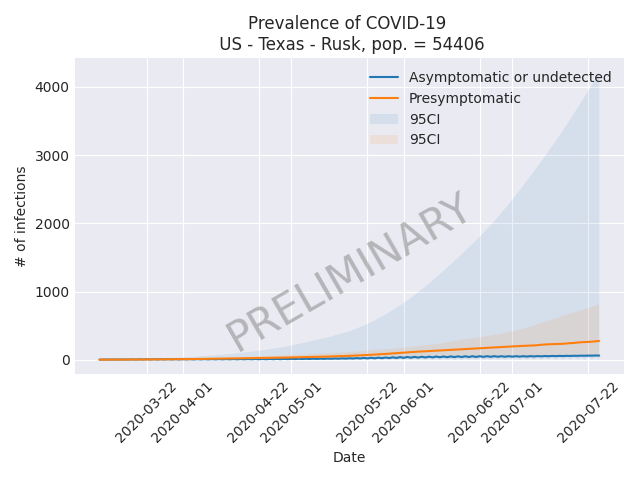 Prevalence of COVID-19
US - Texas - Rusk, pop. = 54406
Asymptomatic or undetected
Presymptomatic
95CI
95CI
4000
3000
2000
1000
0
# of infections
PRELIMINARY
2020-03-22
2020-04-01
2020-04-22
2020-05-01
2020-05-22
2020-06-01
2020-06-22
2020-07-01
2020-07-22
Date